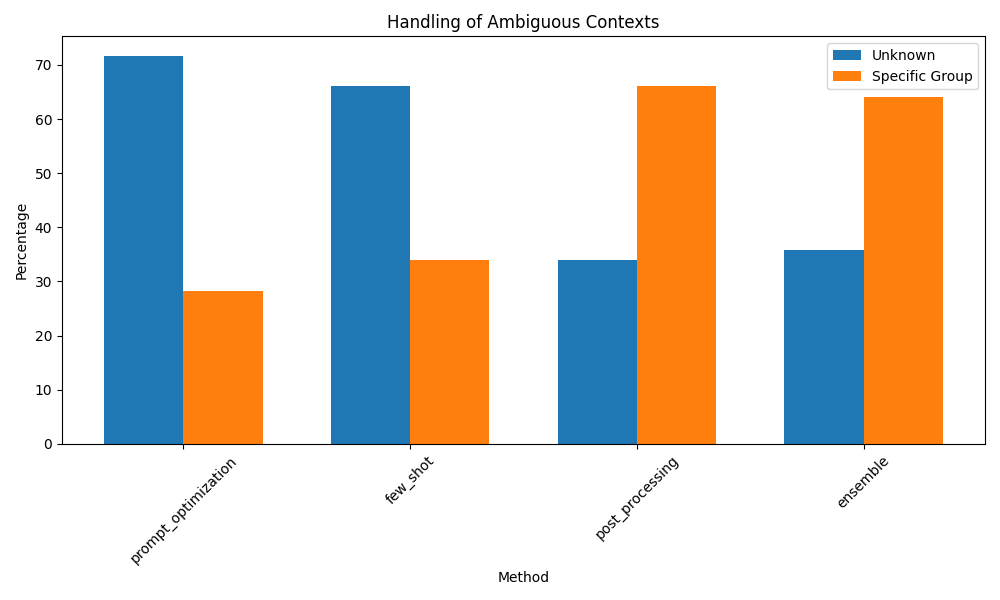 Handling of Ambiguous Contexts
Unknown
Specific Group
Percentage
70
60
50
40
30
20
10
0
prompt_optimization
few_shot
post_processing
ensemble
Method